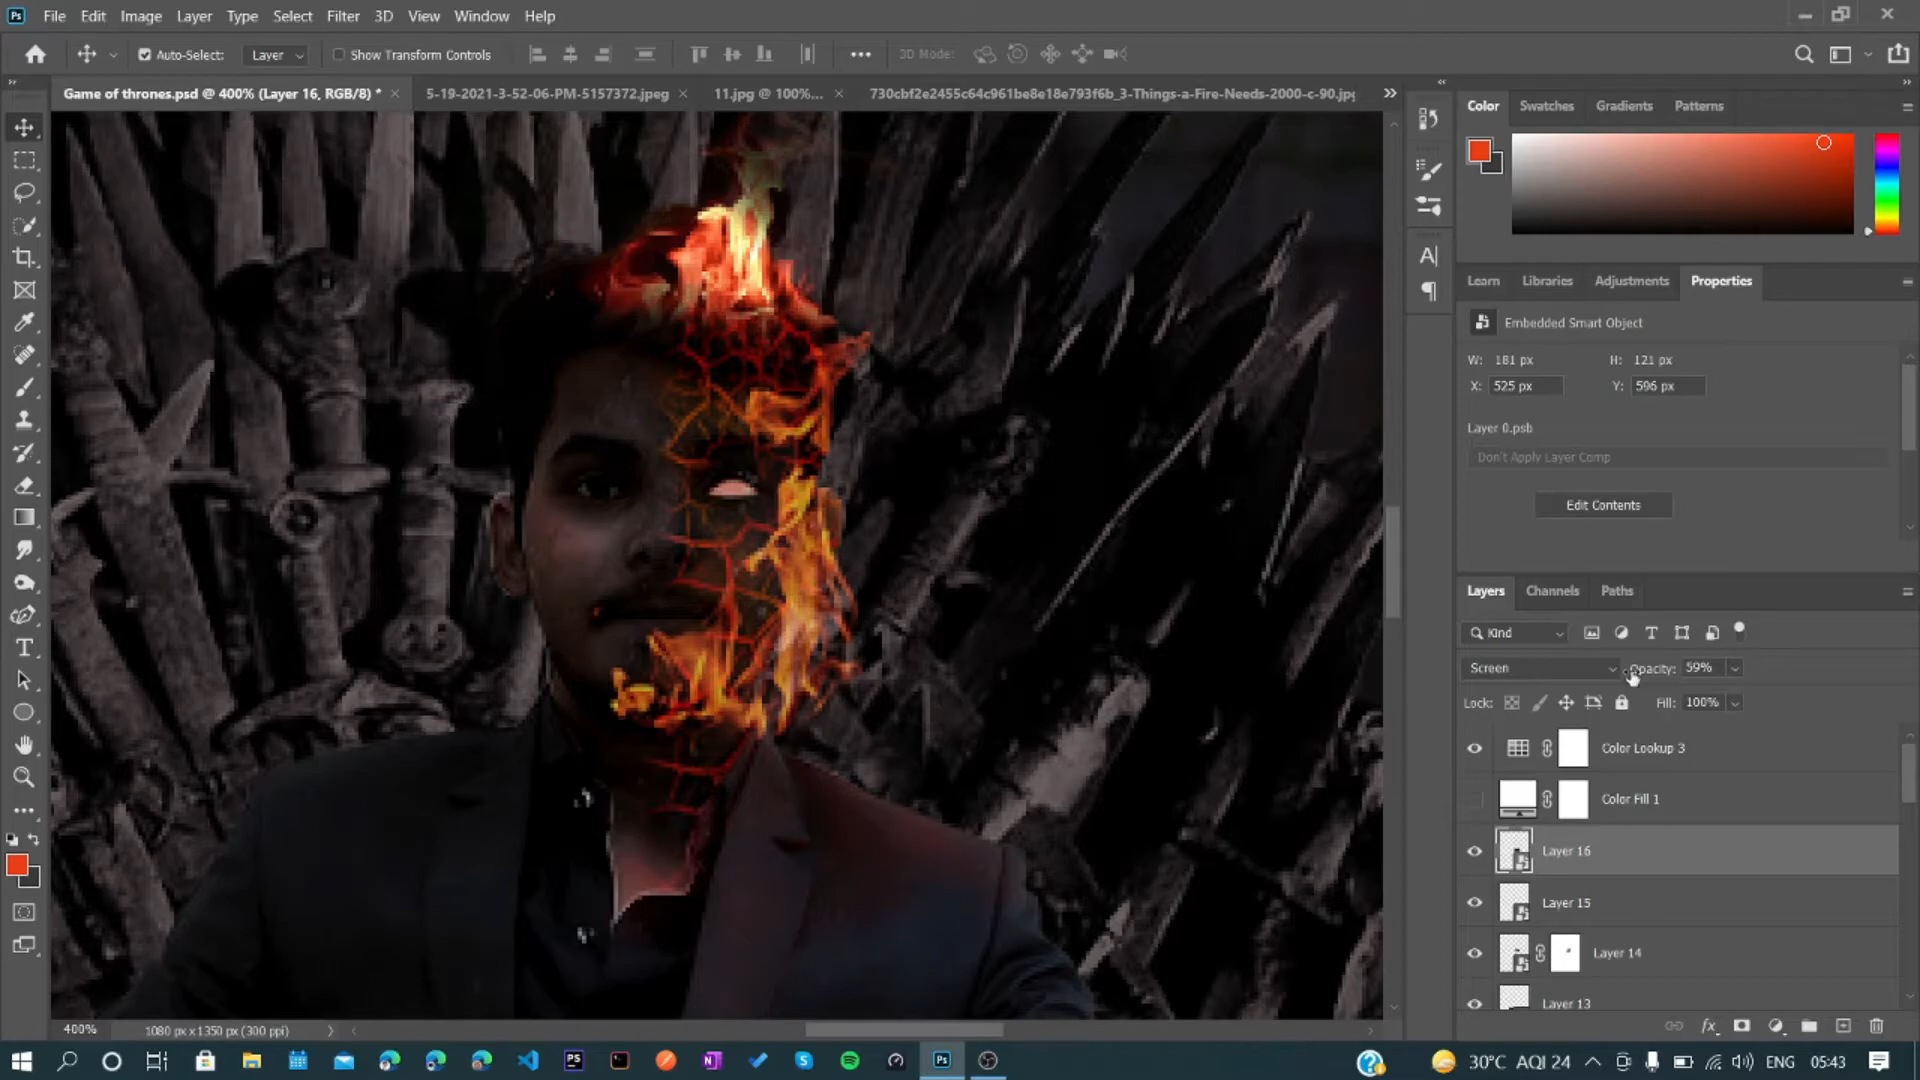 Ps File Edit Image Layer Type Select Filter 3D View Window Help
Auto-Select: Layer Show Transform Controls 3D Mode:
Game of thrones.psd @ 400% (Layer 16, RGB/8) * 5-19-2021-3-52-06-PM-5157372.jpeg 11.jpg @ 100%... 730cbf2e2455c64c961be8e18e793f6b_3-Things-a-Fire-Needs-2000-c-90.jpg
Color Swatches Gradients Patterns
Learn Libraries Adjustments Properties
Embedded Smart Object
W: 181 px H: 121 px
X: 525 px Y: 596 px
Layer 0.psb
Don't Apply Layer Comp
Edit Contents
Layers Channels Paths
Kind
Screen Opacity: 59%
Lock: Fill: 100%
Color Lookup 3
Color Fill 1
Layer 16
Layer 15
Layer 14
Layer 13
400% 1080 px x 1350 px (300 ppi)
30°C AQI 24 ENG 05:43